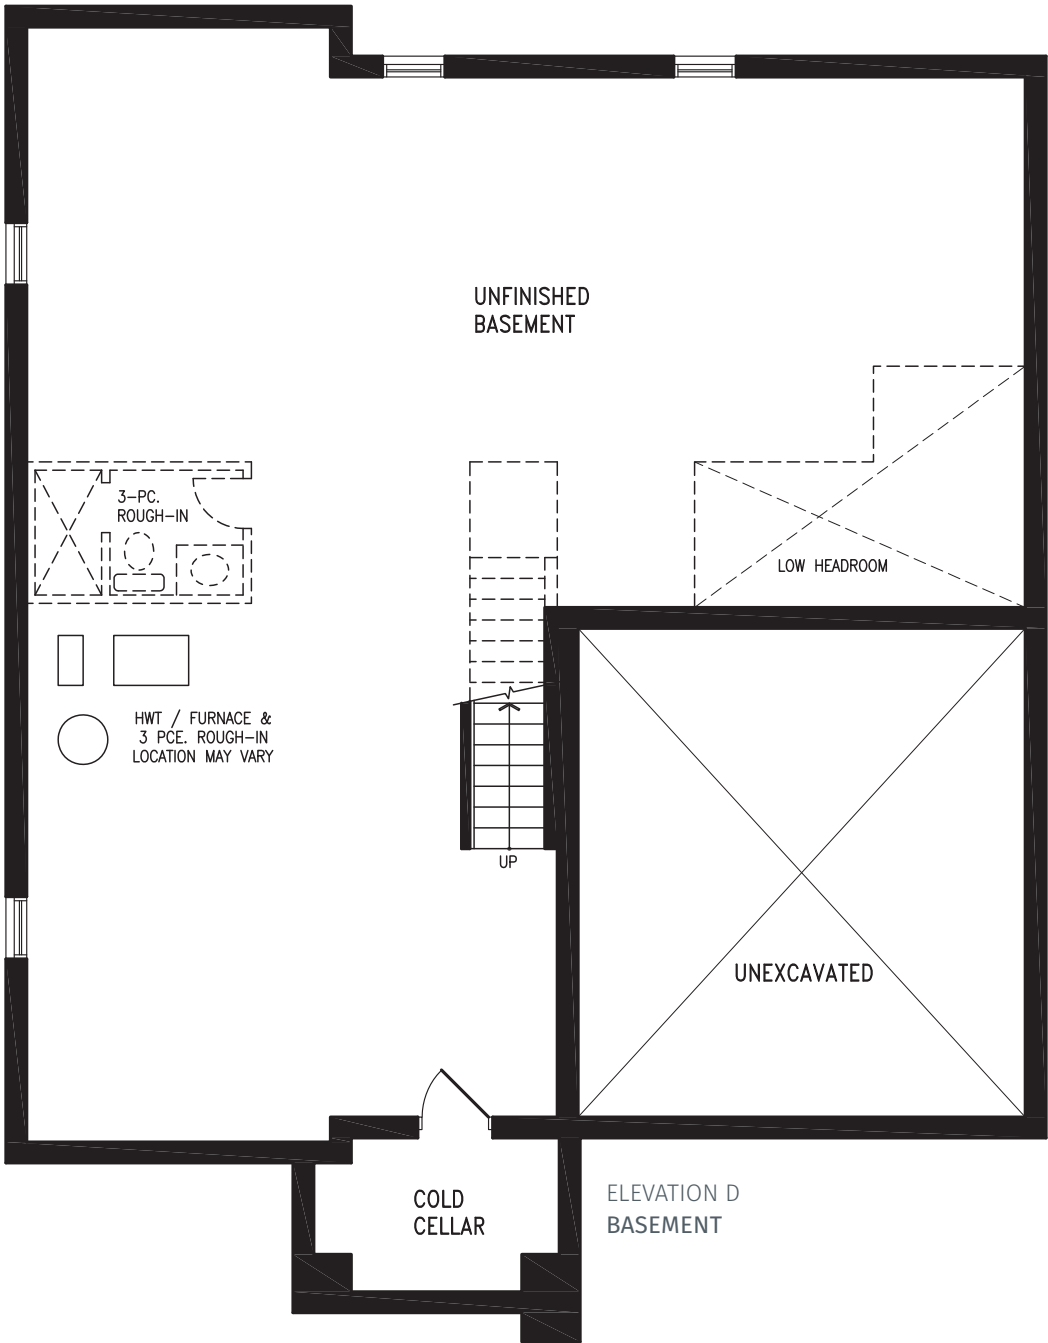 UNFINISHED
BASEMENT
3-PC.
ROUGH-IN
LOW HEADROOM
HWT / FURNACE &
3 PCE. ROUGH-IN
LOCATION MAY VARY
UP
UNEXCAVATED
COLD
CELLAR
ELEVATION D
BASEMENT